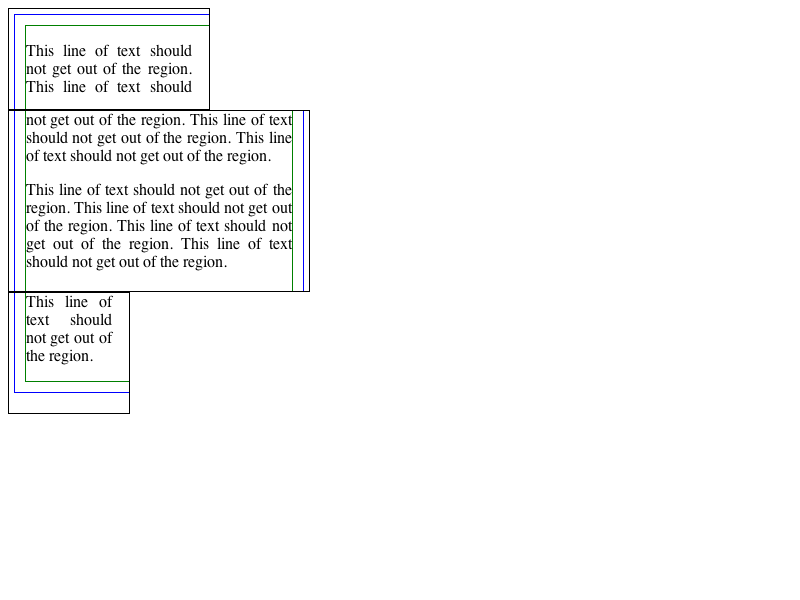 This line of text should
not get out of the region.
This line of text should
not get out of the region. This line of text
should not get out of the region. This line
of text should not get out of the region.
This line of text should not get out of the
region. This line of text should not get out
of the region. This line of text should not
get out of the region. This line of text
should not get out of the region.
This line of
text should
not get out of
the region.